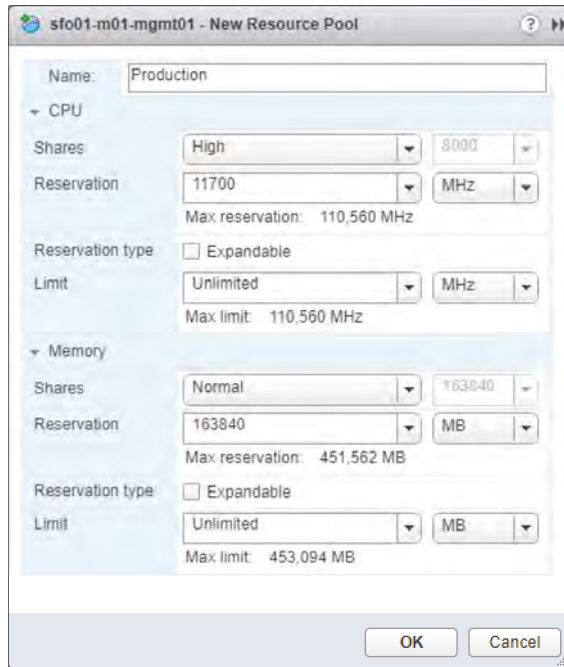 sfo01-m01-mgmt01 - New Resource Pool ?
Name: Production
CPU
Shares High 8000
Reservation 11700 MHz
Max reservation: 110,560 MHz
Reservation type Expandable
Limit Unlimited MHz
Max limit: 110,560 MHz
Memory
Shares Normal 163840
Reservation 163840 MB
Max reservation: 451,562 MB
Reservation type Expandable
Limit Unlimited MB
Max limit: 453,094 MB
OK Cancel